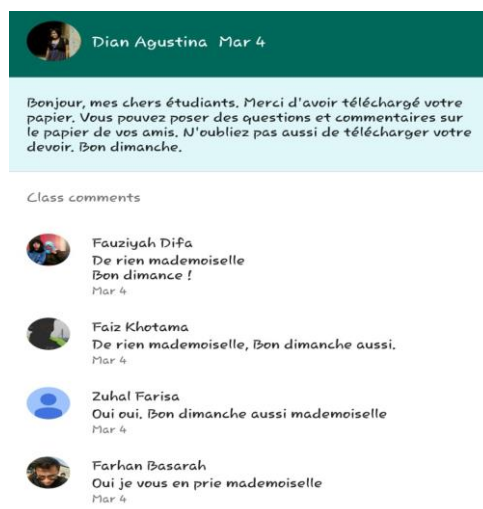 Dian Agustina Mar 4
Bonjour, mes chers étudiants. Merci d'avoir téléchargé votre
papier. Vous pouvez poser des questions et commentaires sur
le papier de vos amis. N'oubliez pas aussi de télécharger votre
devoir. Bon dimanche.
Class comments
Fauziyah Difa
De rien mademoiselle
Bon dimance !
Mar 4
Faiz Khotama
De rien mademoiselle, Bon dimanche aussi.
Mar 4
Zuhal Farisa
Oui oui. Bon dimanche aussi mademoiselle
Mar 4
Farhan Basarah
Oui je vous en prie mademoiselle
Mar 4